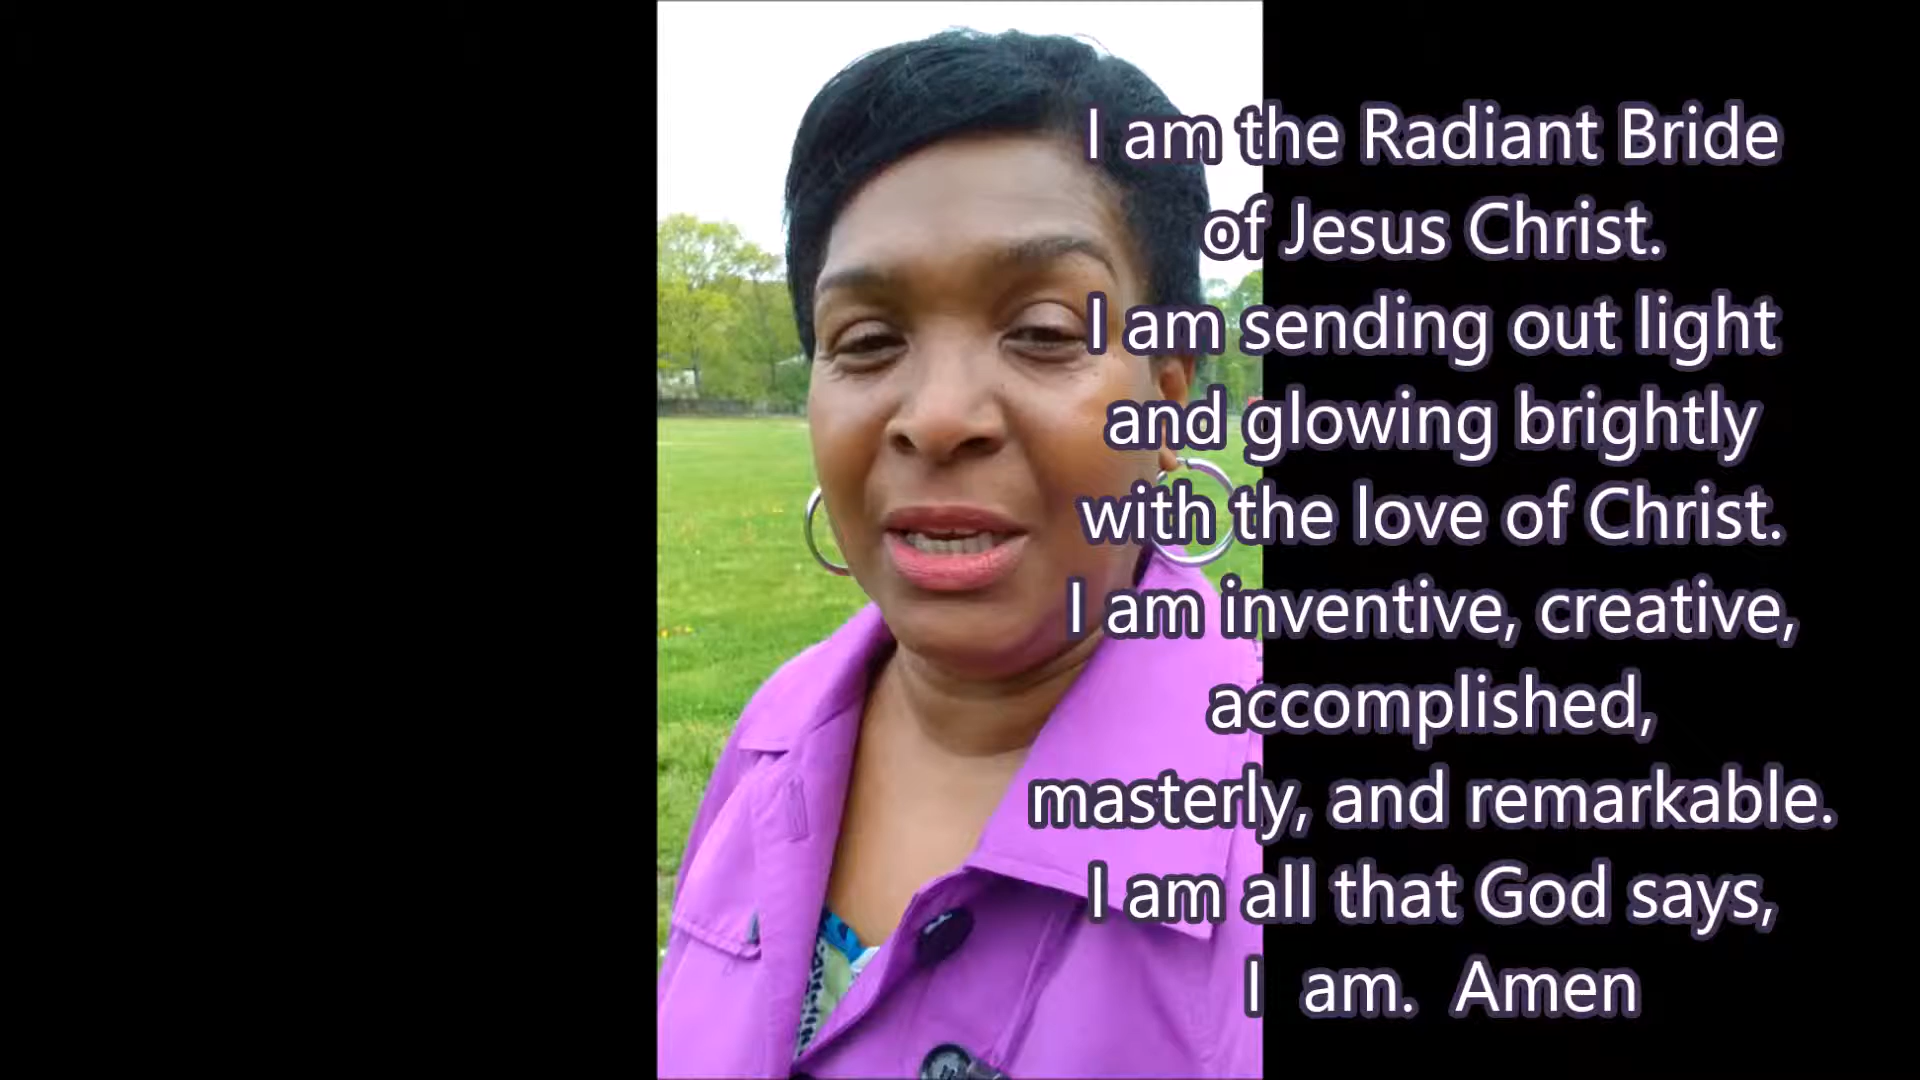 I am the Radiant Bride
of Jesus Christ.
I am sending out light
and glowing brightly
with the love of Christ.
I am inventive, creative,
accomplished,
masterly, and remarkable.
I am all that God says,
I am. Amen